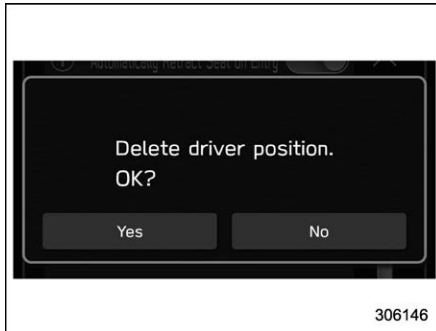 Automatically Retract Seat on Entry
Delete driver position.
OK?
Yes
No
306146